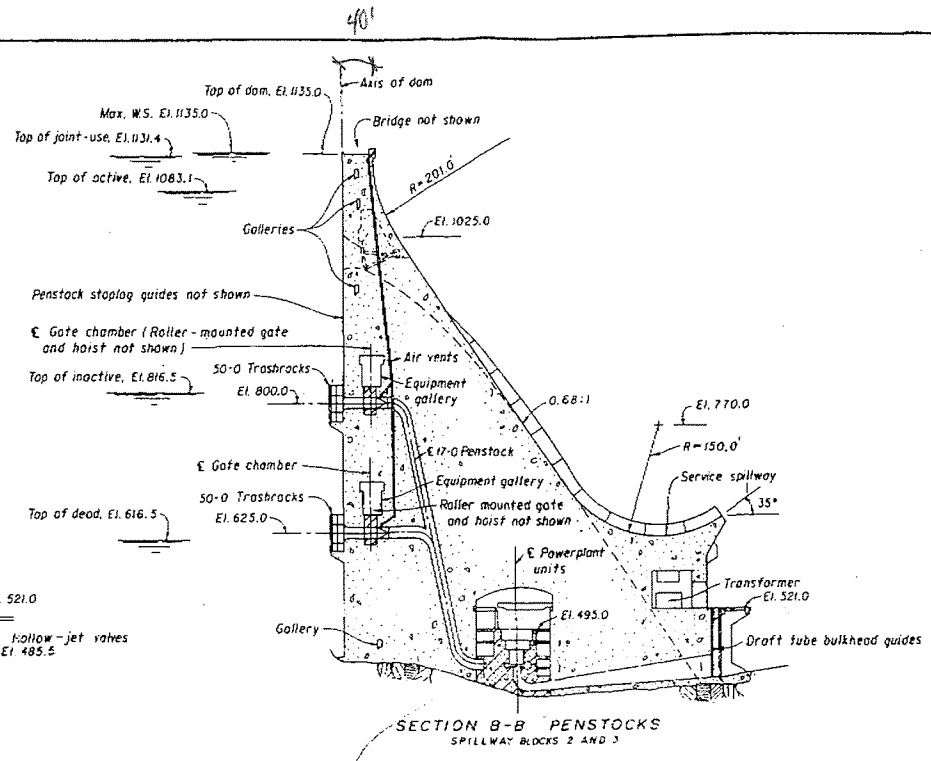 40'
Axis of dam
Top of dam, El. 1135.0
Max. W.S. El. 1135.0
Bridge not shown
Top of joint-use, El. 1131.4
R=201.0'
Top of active, El. 1083.1
El. 1025.0
Galleries
Penstock stoplog guides not shown
℄ Gate chamber (Roller-mounted gate
and hoist not shown)
Air vents
50-0 Trashracks
Top of inactive, El. 816.5
Equipment
gallery
El. 800.0
0.68:1
El. 770.0
R=150.0'
℄ 17-0 Penstock
℄ Gate chamber
Equipment gallery
Service spillway
50-0 Trashracks
Roller mounted gate
and hoist not shown
35°
Top of dead, El. 616.5
El. 625.0
℄ Powerplant
units
Transformer
521.0
El. 521.0
El. 495.0
Hollow-jet valves
El. 485.5
Gallery
Draft tube bulkhead guides
SECTION B-B PENSTOCKS
SPILLWAY BLOCKS 2 AND 3